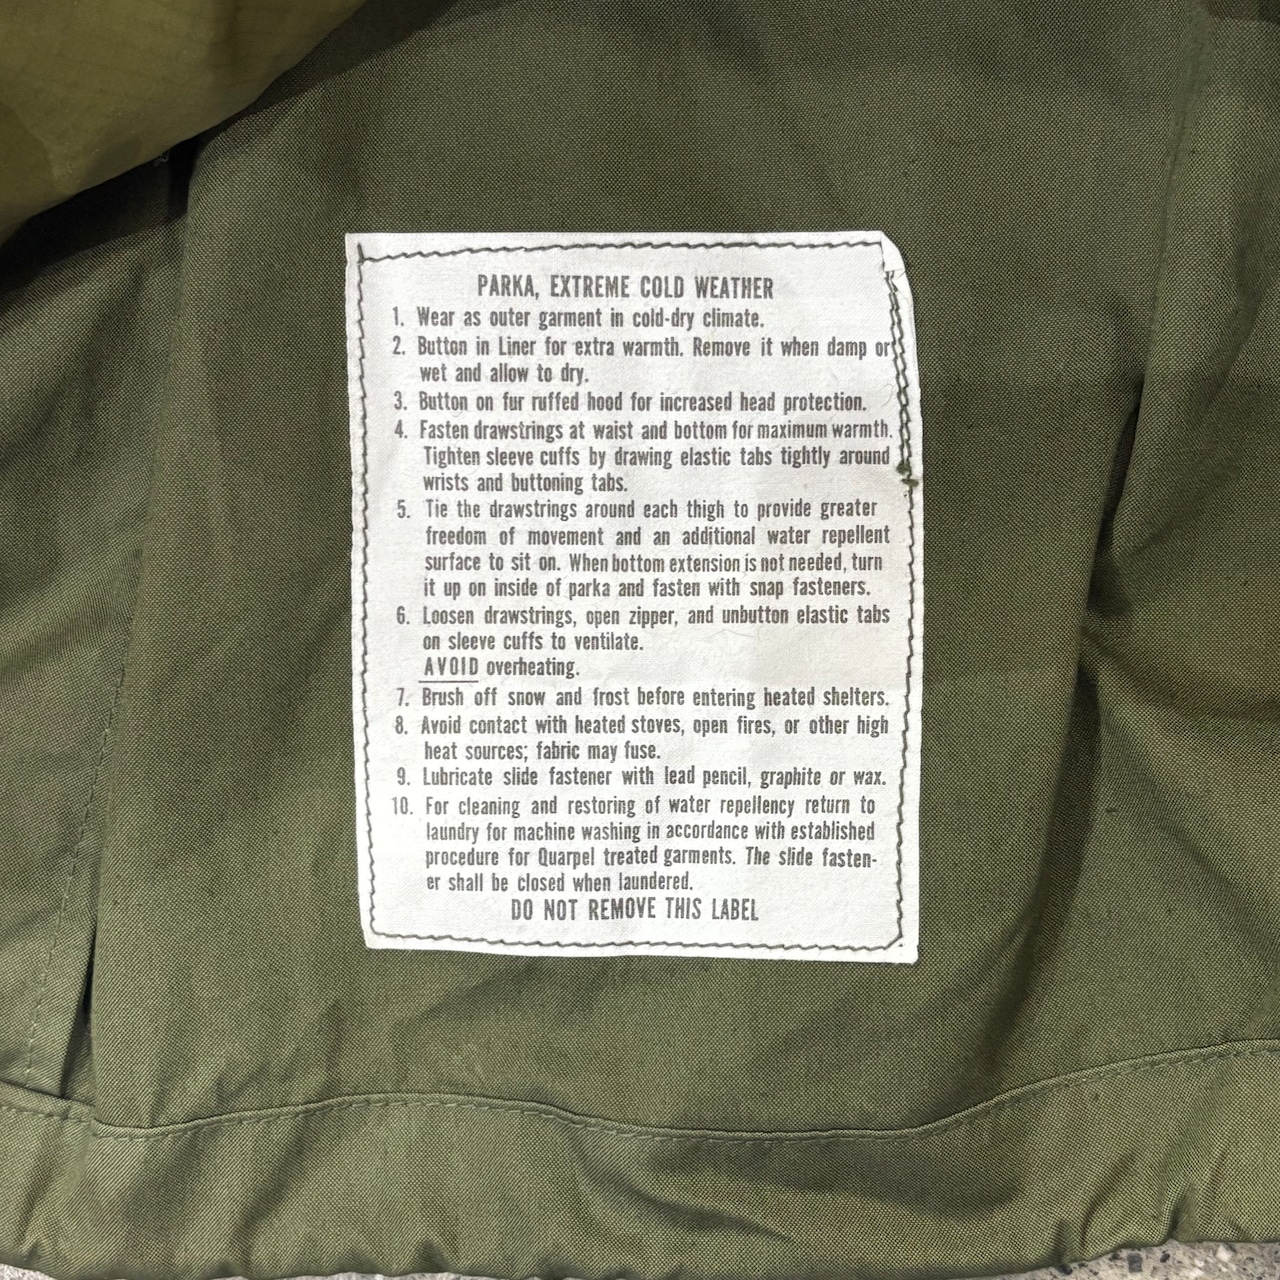 PARKA, EXTREME COLD WEATHER
1. Wear as outer garment in cold-dry climate.
2. Button in Liner for extra warmth. Remove it when damp or
wet and allow to dry.
3. Button on fur ruffed hood for increased head protection.
4. Fasten drawstrings at waist and bottom for maximum warmth.
Tighten sleeve cuffs by drawing elastic tabs tightly around
wrists and buttoning tabs.
5. Tie the drawstrings around each thigh to provide greater
freedom of movement and an additional water repellent
surface to sit on. When bottom extension is not needed, turn
it up on inside of parka and fasten with snap fasteners.
6. Loosen drawstrings, open zipper, and unbutton elastic tabs
on sleeve cuffs to ventilate.
AVOID overheating.
7. Brush off snow and frost before entering heated shelters.
8. Avoid contact with heated stoves, open fires, or other high
heat sources; fabric may fuse.
9. Lubricate slide fastener with lead pencil, graphite or wax.
10. For cleaning and restoring of water repellency return to
laundry for machine washing in accordance with established
procedure for Quarpel treated garments. The slide fasten-
er shall be closed when laundered.
DO NOT REMOVE THIS LABEL